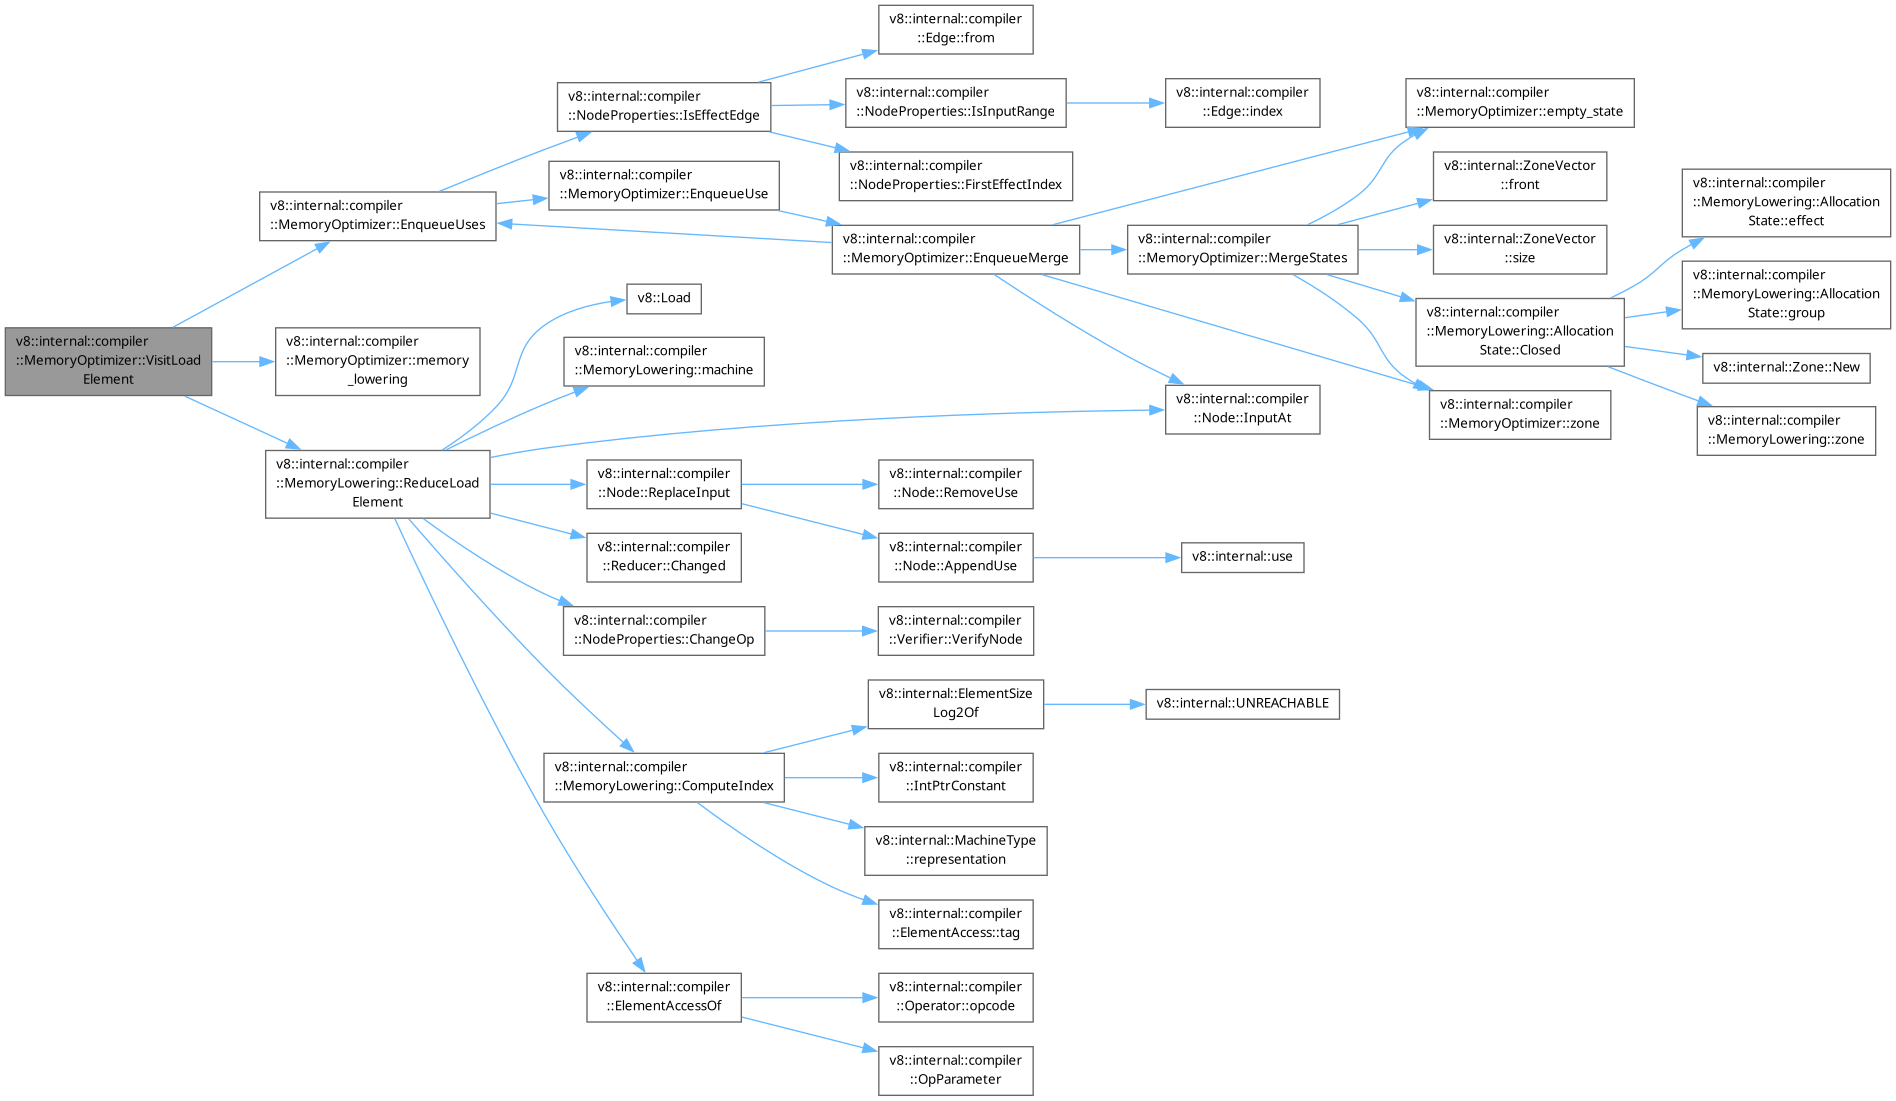 v8::internal::compiler
::MemoryOptimizer::VisitLoad
Element
v8::internal::compiler
::MemoryOptimizer::EnqueueUses
v8::internal::compiler
::NodeProperties::IsEffectEdge
v8::internal::compiler
::Edge::from
v8::internal::compiler
::NodeProperties::IsInputRange
v8::internal::compiler
::Edge::index
v8::internal::compiler
::NodeProperties::FirstEffectIndex
v8::internal::compiler
::MemoryOptimizer::EnqueueUse
v8::internal::compiler
::MemoryOptimizer::EnqueueMerge
v8::internal::compiler
::MemoryOptimizer::MergeStates
v8::internal::compiler
::MemoryOptimizer::empty_state
v8::internal::ZoneVector
::front
v8::internal::ZoneVector
::size
v8::internal::compiler
::MemoryLowering::Allocation
State::Closed
v8::internal::compiler
::MemoryLowering::Allocation
State::effect
v8::internal::compiler
::MemoryLowering::Allocation
State::group
v8::internal::Zone::New
v8::internal::compiler
::MemoryLowering::zone
v8::internal::compiler
::MemoryOptimizer::zone
v8::internal::compiler
::Node::InputAt
v8::internal::compiler
::MemoryOptimizer::memory
_lowering
v8::internal::compiler
::MemoryLowering::ReduceLoad
Element
v8::Load
v8::internal::compiler
::MemoryLowering::machine
v8::internal::compiler
::Node::ReplaceInput
v8::internal::compiler
::Node::RemoveUse
v8::internal::compiler
::Node::AppendUse
v8::internal::use
v8::internal::compiler
::Reducer::Changed
v8::internal::compiler
::NodeProperties::ChangeOp
v8::internal::compiler
::Verifier::VerifyNode
v8::internal::compiler
::MemoryLowering::ComputeIndex
v8::internal::ElementSize
Log2Of
v8::internal::UNREACHABLE
v8::internal::compiler
::IntPtrConstant
v8::internal::MachineType
::representation
v8::internal::compiler
::ElementAccess::tag
v8::internal::compiler
::ElementAccessOf
v8::internal::compiler
::Operator::opcode
v8::internal::compiler
::OpParameter